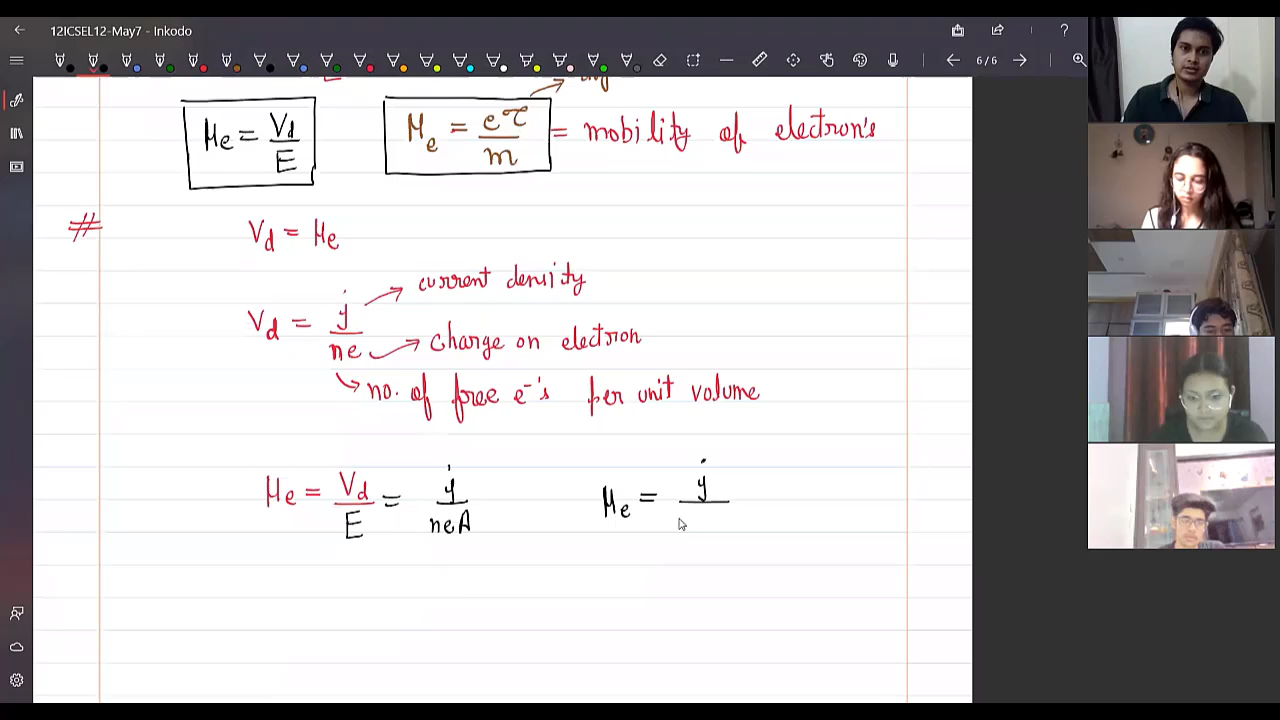 12ICSEL12-May7 - Inkodo
6/6
μe = Vd/E
μe = eτ/m = mobility of electron's
# Vd = μe
Vd = j/ne
current density
charge on electron
no. of free e⁻'s per unit volume
μe = Vd/E = j/neA
μe = j/